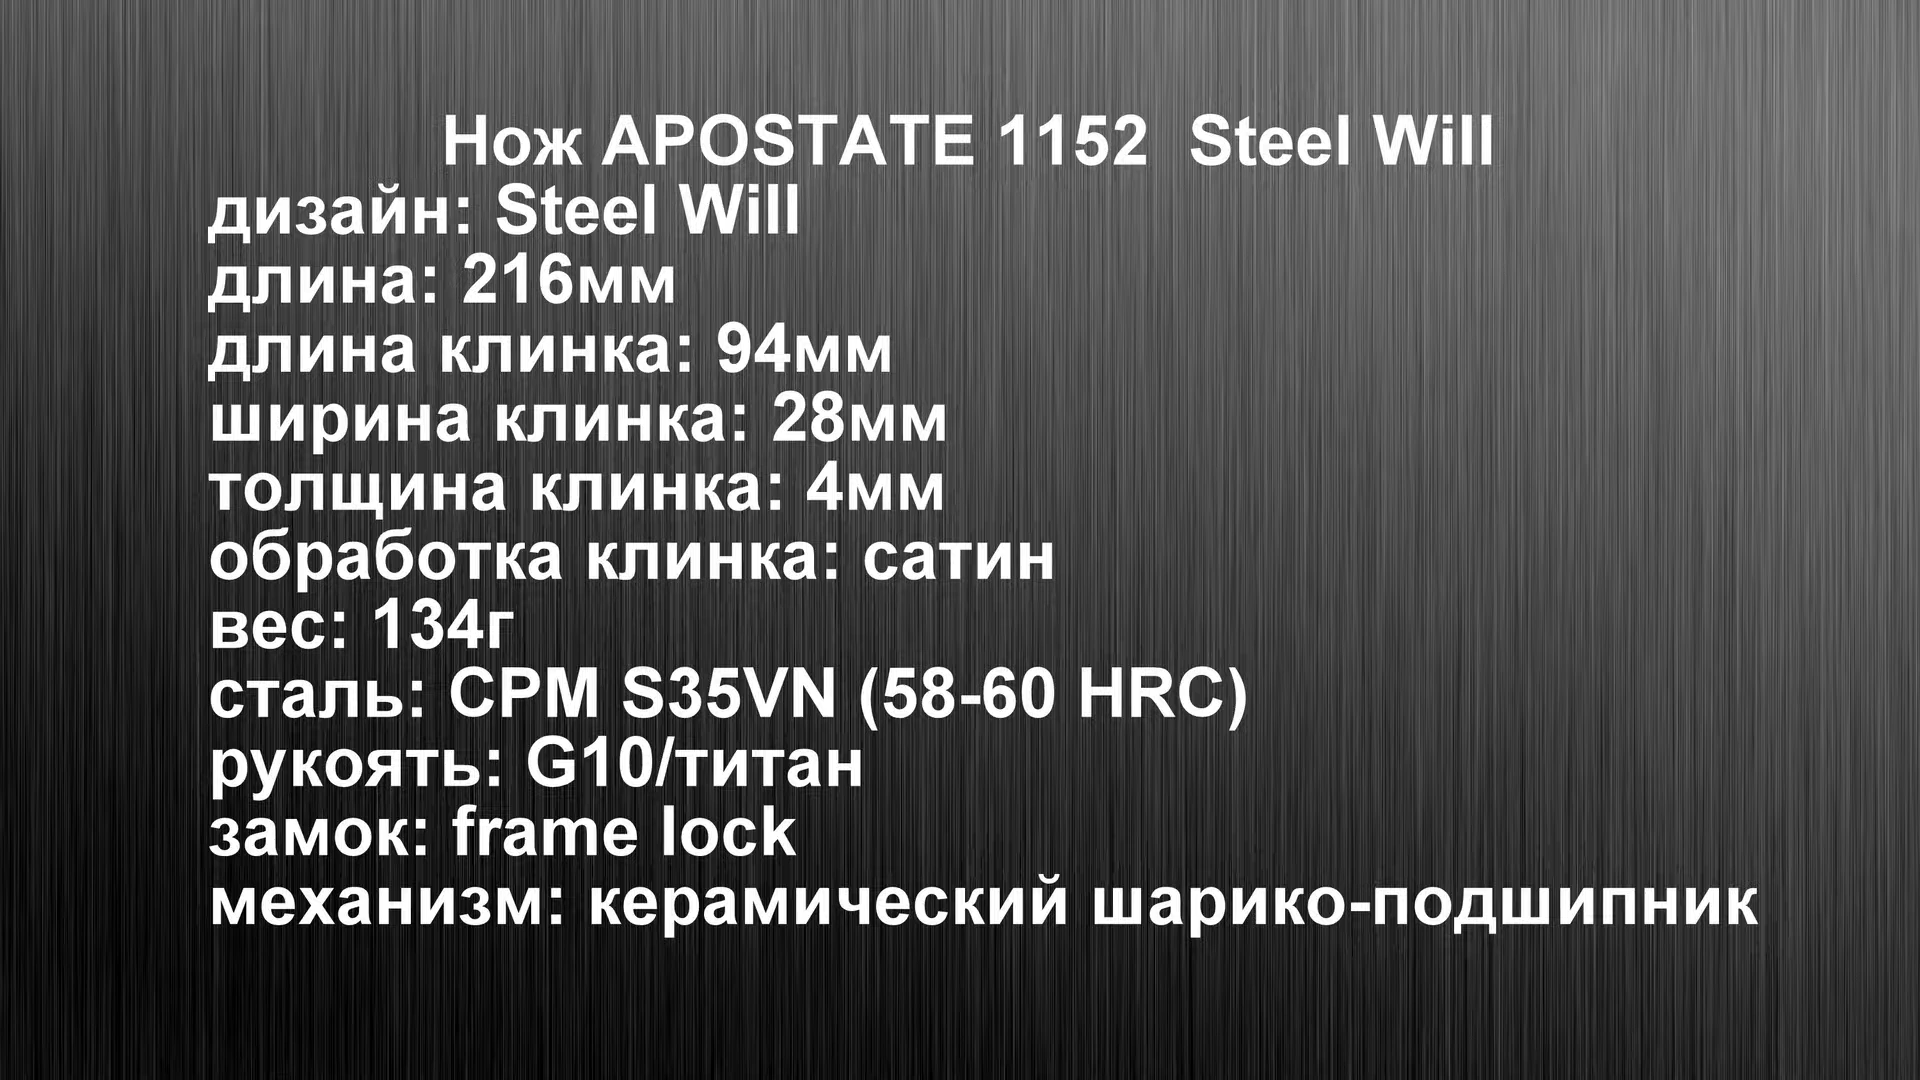 Нож APOSTATE 1152 Steel Will
дизайн: Steel Will
длина: 216мм
длина клинка: 94мм
ширина клинка: 28мм
толщина клинка: 4мм
обработка клинка: сатин
вес: 134г
сталь: CPM S35VN (58-60 HRC)
рукоять: G10/титан
замок: frame lock
механизм: керамический шарико-подшипник